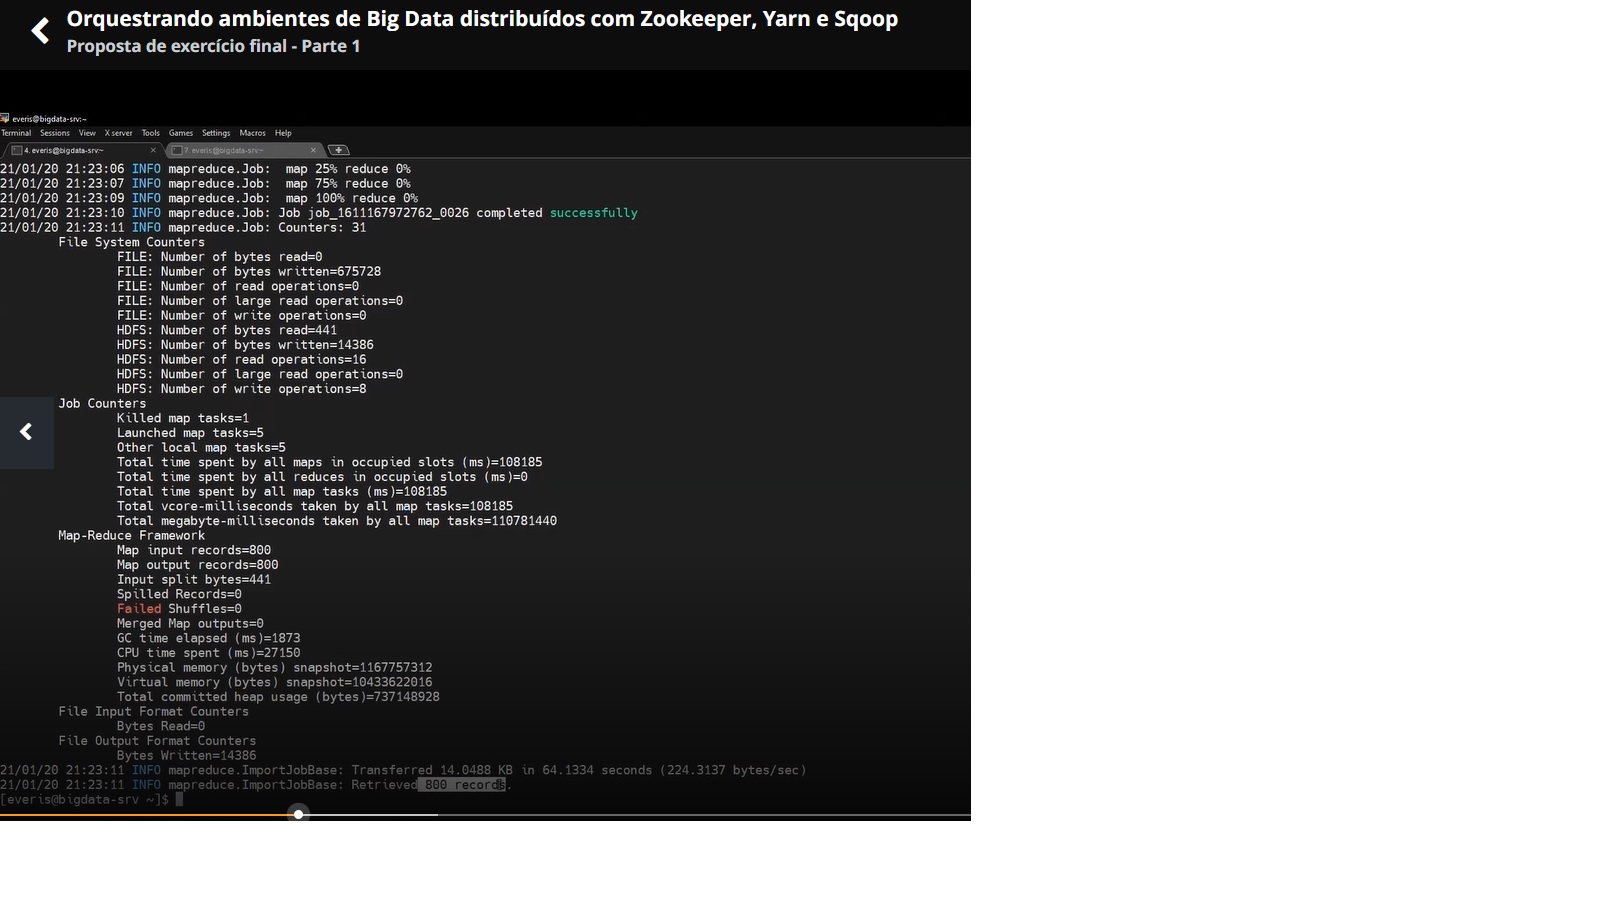 Orquestrando ambientes de Big Data distribuídos com Zookeeper, Yarn e Sqoop
Proposta de exercício final - Parte 1
everis@bigdata-srv:~
Terminal Sessions View X server Tools Games Settings Macros Help
4. everis@bigdata-srv:~ 7. everis@bigdata-srv:~
21/01/20 21:23:06 INFO mapreduce.Job:  map 25% reduce 0%
21/01/20 21:23:07 INFO mapreduce.Job:  map 75% reduce 0%
21/01/20 21:23:09 INFO mapreduce.Job:  map 100% reduce 0%
21/01/20 21:23:10 INFO mapreduce.Job: Job job_1611167972762_0026 completed successfully
21/01/20 21:23:11 INFO mapreduce.Job: Counters: 31
File System Counters
FILE: Number of bytes read=0
FILE: Number of bytes written=675728
FILE: Number of read operations=0
FILE: Number of large read operations=0
FILE: Number of write operations=0
HDFS: Number of bytes read=441
HDFS: Number of bytes written=14386
HDFS: Number of read operations=16
HDFS: Number of large read operations=0
HDFS: Number of write operations=8
Job Counters
Killed map tasks=1
Launched map tasks=5
Other local map tasks=5
Total time spent by all maps in occupied slots (ms)=108185
Total time spent by all reduces in occupied slots (ms)=0
Total time spent by all map tasks (ms)=108185
Total vcore-milliseconds taken by all map tasks=108185
Total megabyte-milliseconds taken by all map tasks=110781440
Map-Reduce Framework
Map input records=800
Map output records=800
Input split bytes=441
Spilled Records=0
Failed Shuffles=0
Merged Map outputs=0
GC time elapsed (ms)=1873
CPU time spent (ms)=27150
Physical memory (bytes) snapshot=1167757312
Virtual memory (bytes) snapshot=10433622016
Total committed heap usage (bytes)=737148928
File Input Format Counters
Bytes Read=0
File Output Format Counters
Bytes Written=14386
21/01/20 21:23:11 INFO mapreduce.ImportJobBase: Transferred 14.0488 KB in 64.1334 seconds (224.3137 bytes/sec)
21/01/20 21:23:11 INFO mapreduce.ImportJobBase: Retrieved 800 records.
[everis@bigdata-srv ~]$